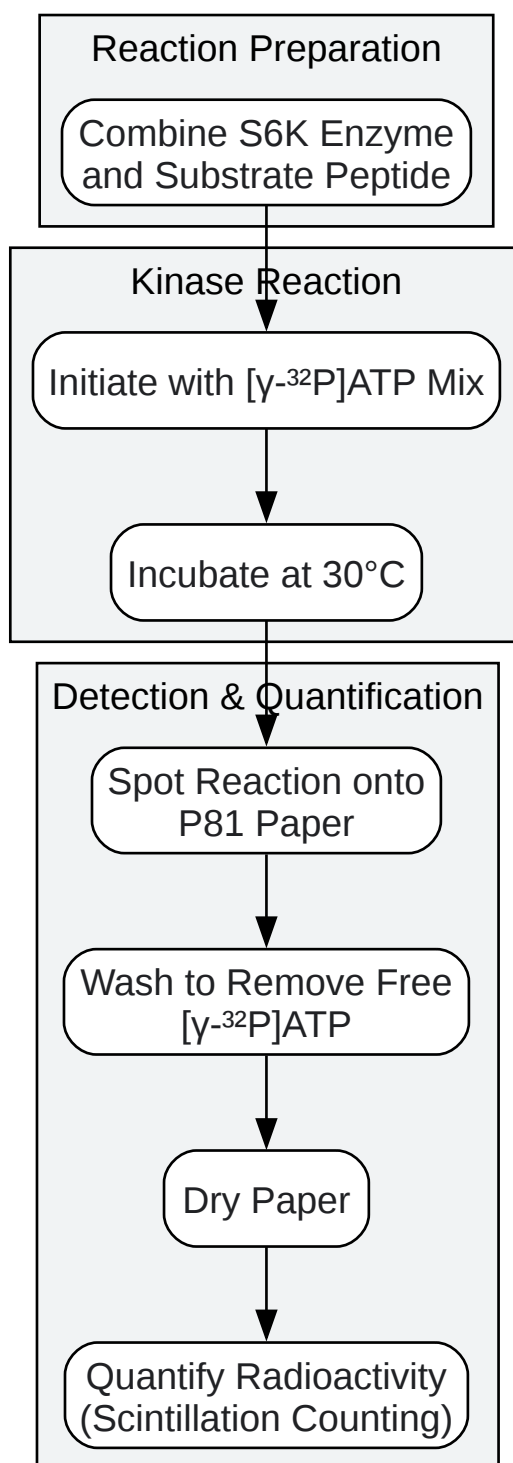 Reaction Preparation
Combine S6K Enzyme
and Substrate Peptide
Kinase Reaction
Initiate with [γ-³²P]ATP Mix
Incubate at 30°C
Detection & Quantification
Spot Reaction onto
P81 Paper
Wash to Remove Free
[γ-³²P]ATP
Dry Paper
Quantify Radioactivity
(Scintillation Counting)